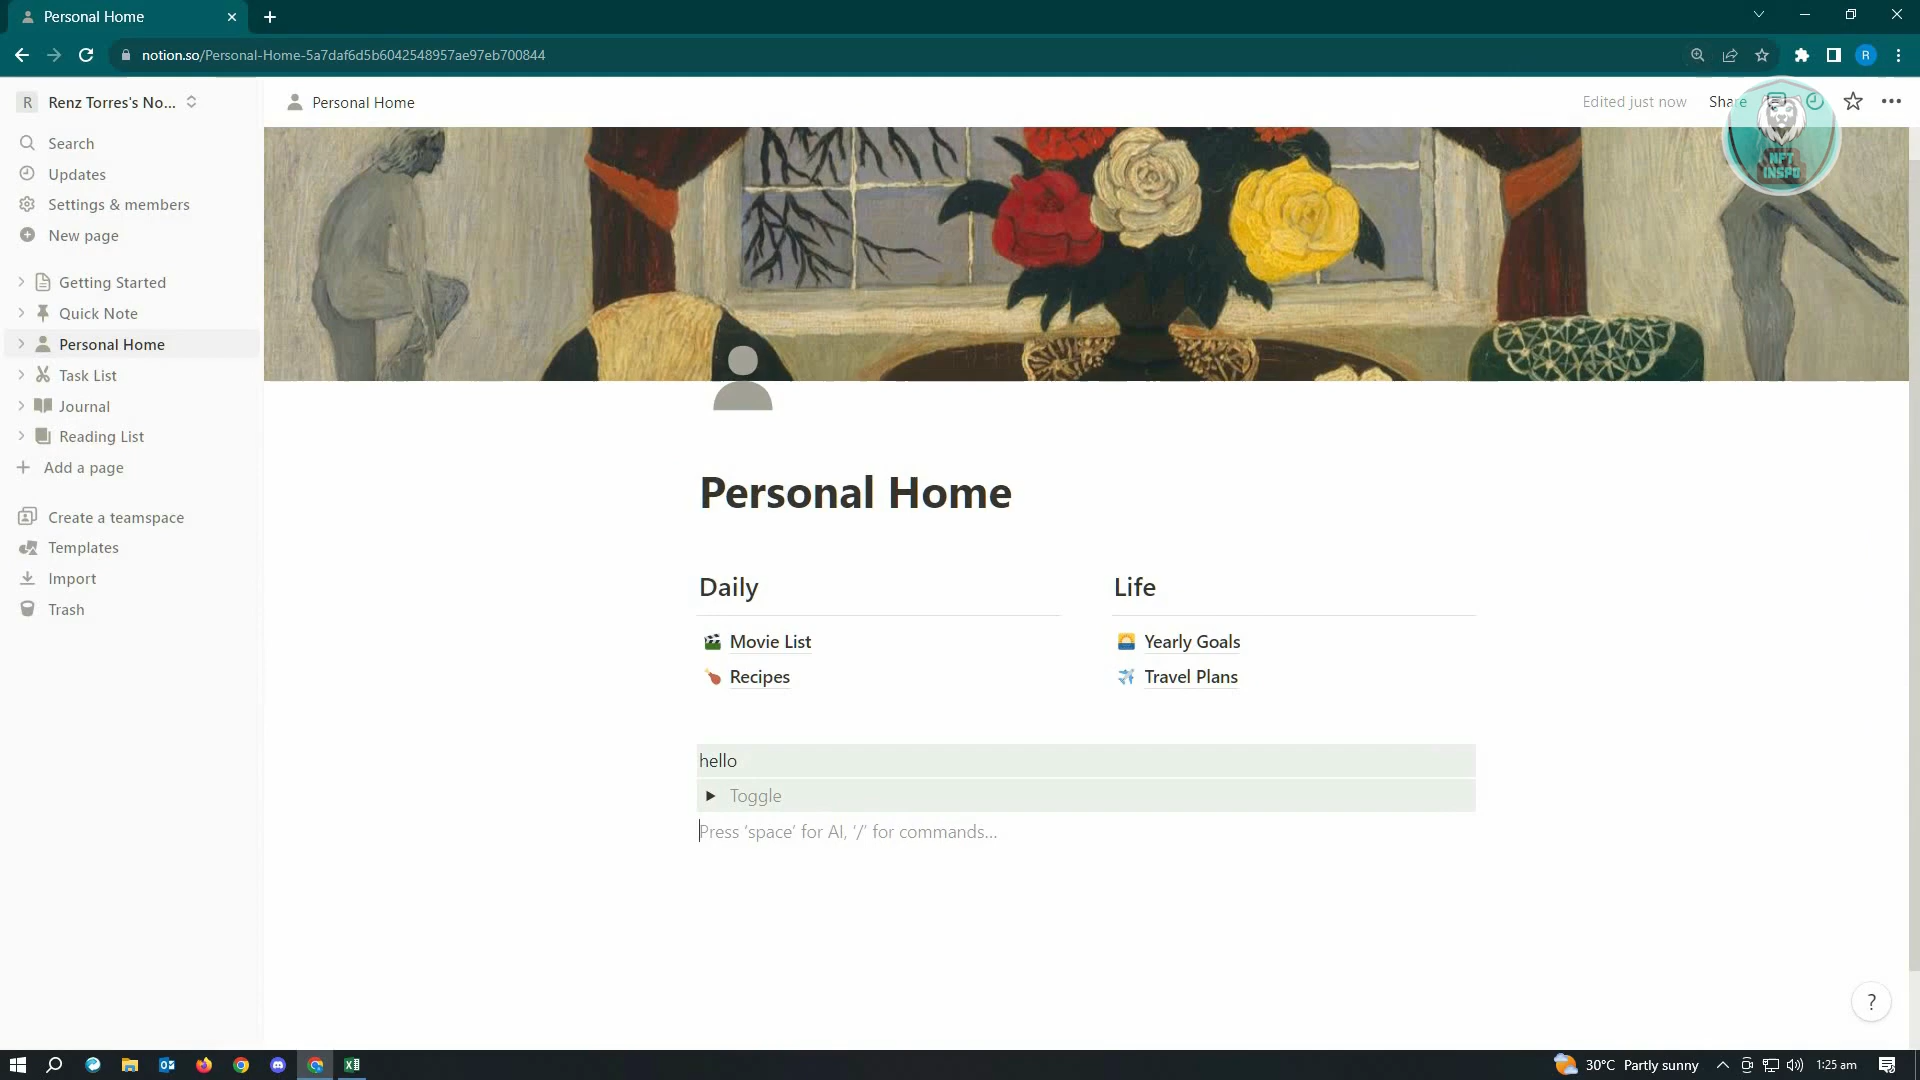 Personal Home
notion.so/Personal-Home-5a7daf6d5b6042548957ae97eb700844
R
R Renz Torres's No...
Personal Home
Edited just now
Share
NFT
INSPO
Search
Updates
Settings & members
New page
Getting Started
Quick Note
Personal Home
Task List
Journal
Reading List
Add a page
Create a teamspace
Templates
Import
Trash
Personal Home
Daily
Movie List
Recipes
Life
Yearly Goals
Travel Plans
hello
Toggle
Press ‘space’ for AI, ‘/’ for commands…
?
30°C Partly sunny
1:25 am